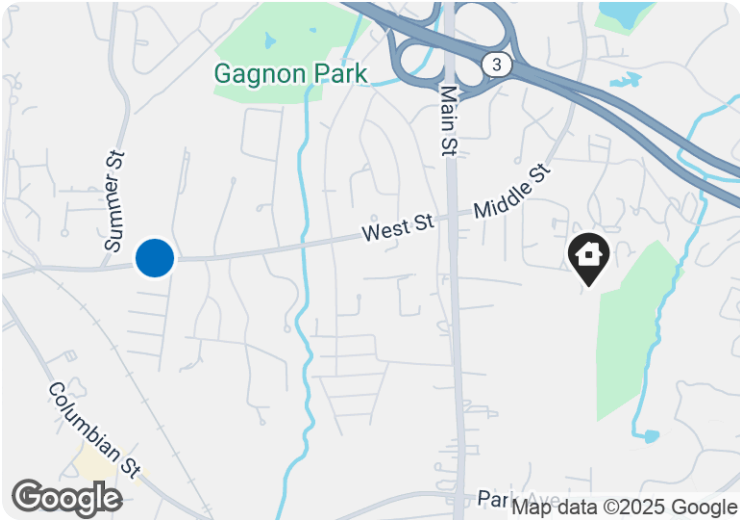 Gagnon Park
3
Main St
Summer St
Middle St
West St
Columbian St
Park Ave
Google
Map data ©2025 Google